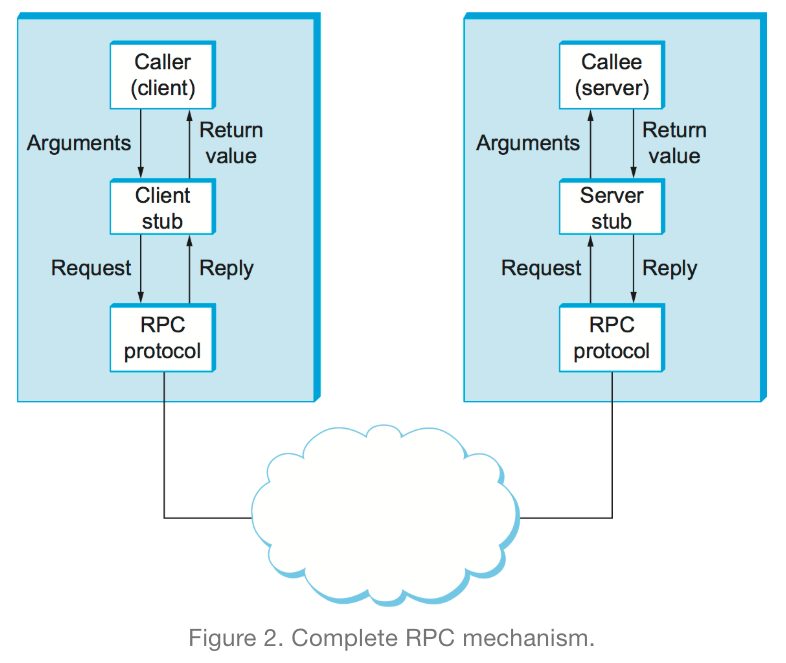 Caller
(client)
Arguments
Return
value
Client
stub
Request
Reply
RPC
protocol
Callee
(server)
Arguments
Return
value
Server
stub
Request
Reply
RPC
protocol
Figure 2. Complete RPC mechanism.